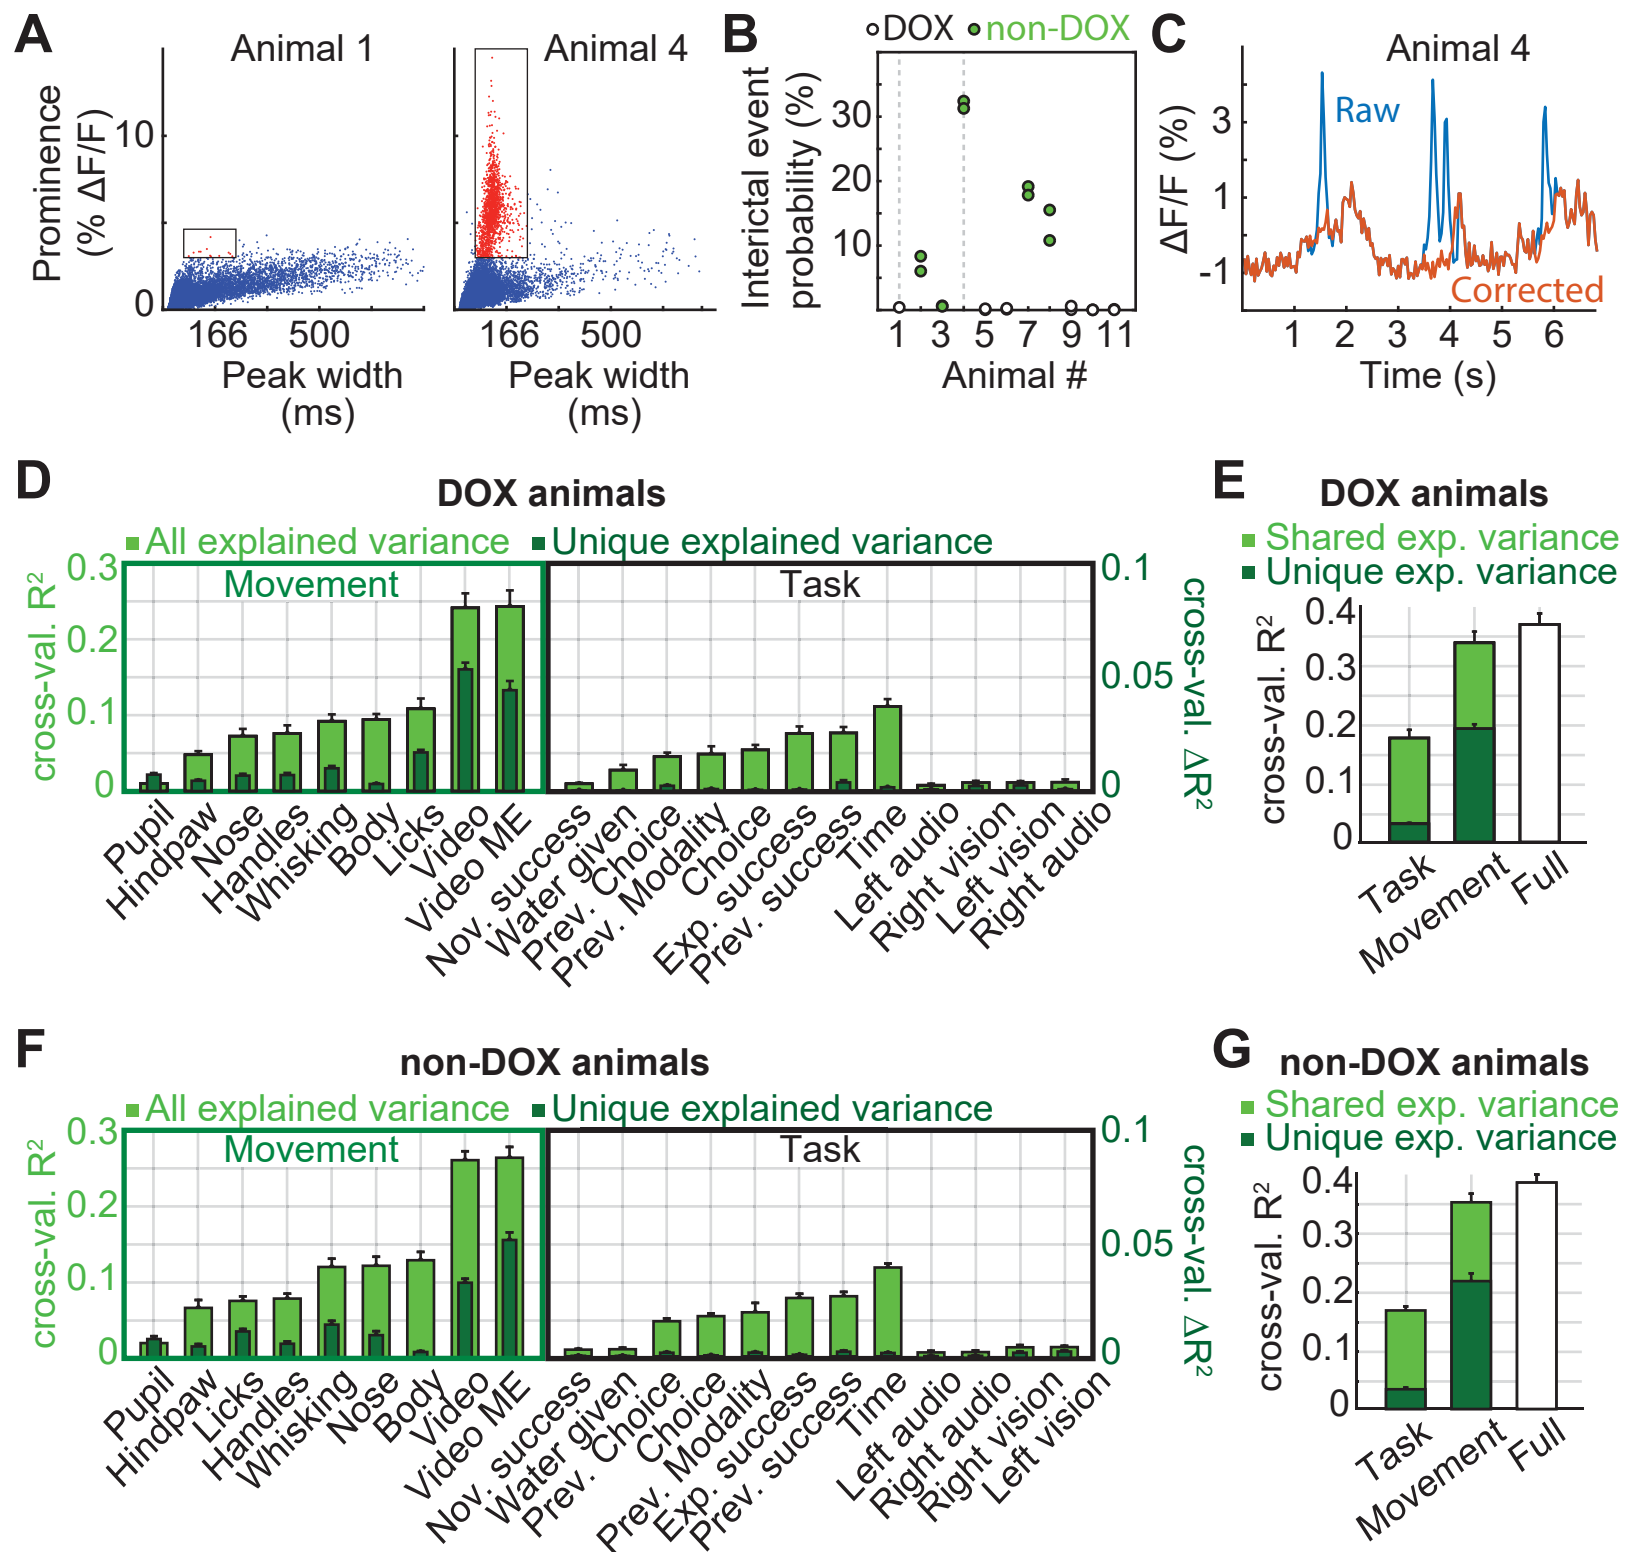 A
Animal 1
Animal 4
Prominence
(% ΔF/F)
10
0
166
500
166
500
Peak width
(ms)
Peak width
(ms)
B
DOX
non-DOX
Interictal event
probability (%)
30
20
10
1
3
5
7
9
11
Animal #
C
Animal 4
Raw
Corrected
ΔF/F (%)
3
1
-1
1
2
3
4
5
6
Time (s)
D
DOX animals
All explained variance
Unique explained variance
Movement
Task
cross-val. R²
0.3
0.2
0.1
0
0.1
0.05
0
cross-val. ΔR²
Pupil
Hindpaw
Nose
Handles
Whisking
Body
Licks
Video
Video ME
Nov. success
Water given
Prev. Choice
Prev. Modality
Choice
Exp. success
Prev. success
Time
Left audio
Right vision
Left vision
Right audio
E
DOX animals
Shared exp. variance
Unique exp. variance
cross-val. R²
0.4
0.3
0.2
0.1
0
Task
Movement
Full
F
non-DOX animals
All explained variance
Unique explained variance
Movement
Task
cross-val. R²
0.3
0.2
0.1
0
0.1
0.05
0
cross-val. ΔR²
Pupil
Hindpaw
Licks
Handles
Whisking
Nose
Body
Video
Video ME
Nov. success
Water given
Prev. Choice
Choice
Prev. Modality
Exp. success
Prev. success
Time
Left audio
Right audio
Right vision
Left vision
G
non-DOX animals
Shared exp. variance
Unique exp. variance
cross-val. R²
0.4
0.3
0.2
0.1
0
Task
Movement
Full